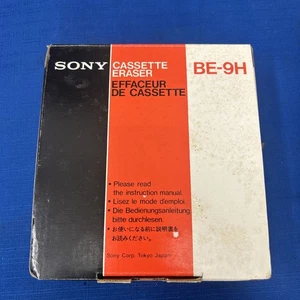 SONY
CASSETTE
ERASER
EFFACEUR
DE CASSETTE
BE-9H
• Please read
the instruction manual.
• Lisez le mode d'emploi.
• Die Bedienungsanleitung
bitte durchlesen.
• お使いになる前に説明書を
お読みください。
Sony Corp. Tokyo Japan